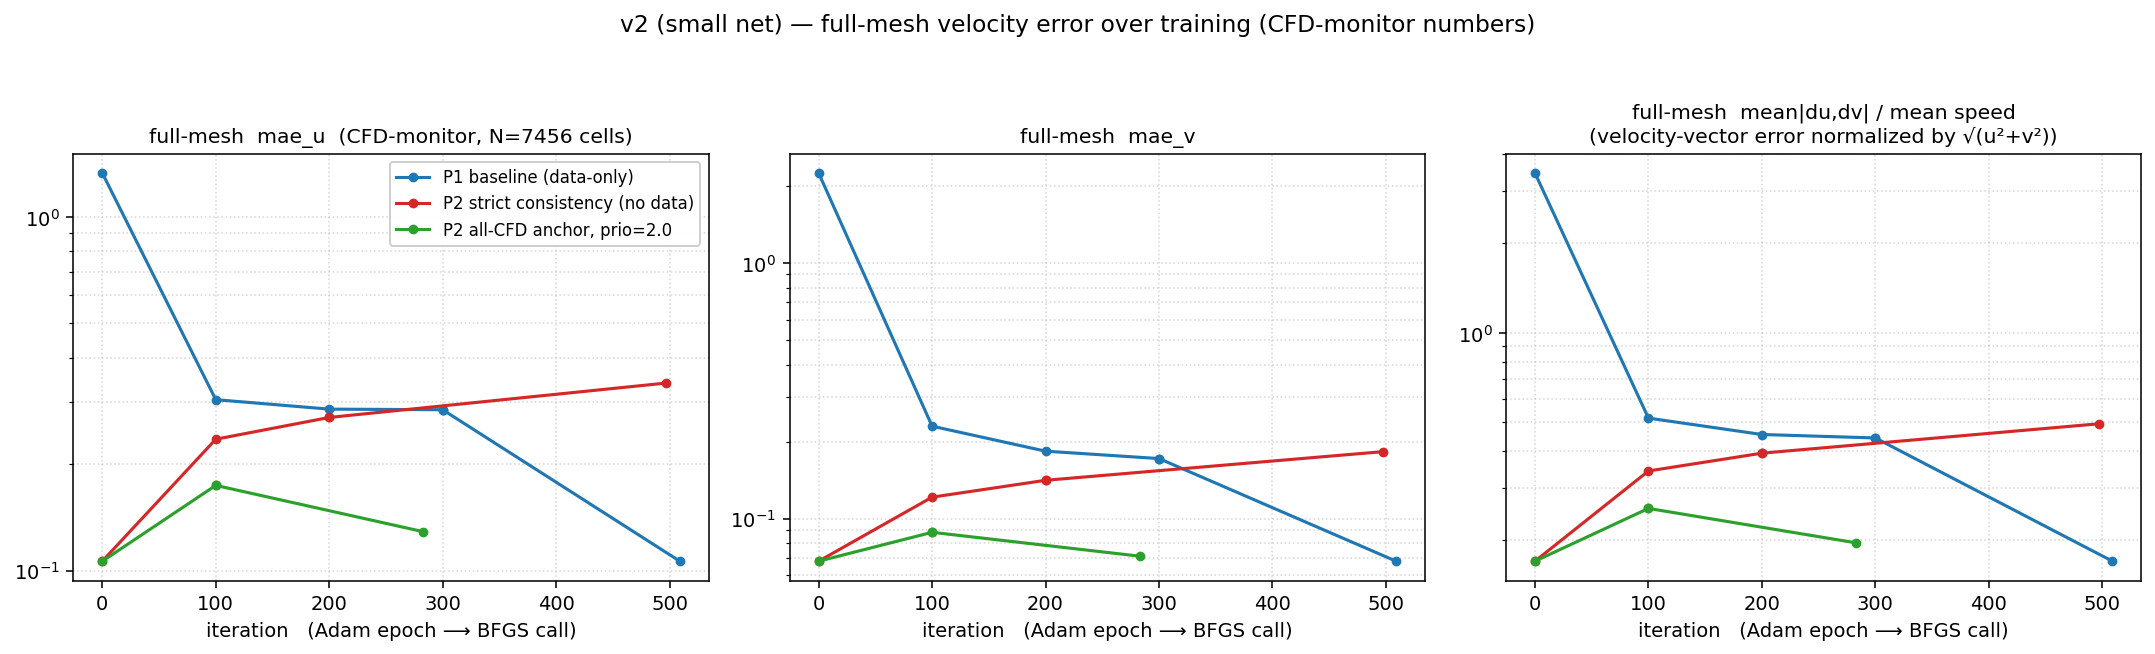 v2 (small net) — full-mesh velocity error over training (CFD-monitor numbers)
full-mesh  mae_u  (CFD-monitor, N=7456 cells)
P1 baseline (data-only)
P2 strict consistency (no data)
P2 all-CFD anchor, prio=2.0
10⁰
10⁻¹
0 100 200 300 400 500
iteration   (Adam epoch ⟶ BFGS call)
full-mesh  mae_v
10⁰
10⁻¹
0 100 200 300 400 500
iteration   (Adam epoch ⟶ BFGS call)
full-mesh  mean|du,dv| / mean speed
(velocity-vector error normalized by √(u²+v²))
10⁰
0 100 200 300 400 500
iteration   (Adam epoch ⟶ BFGS call)